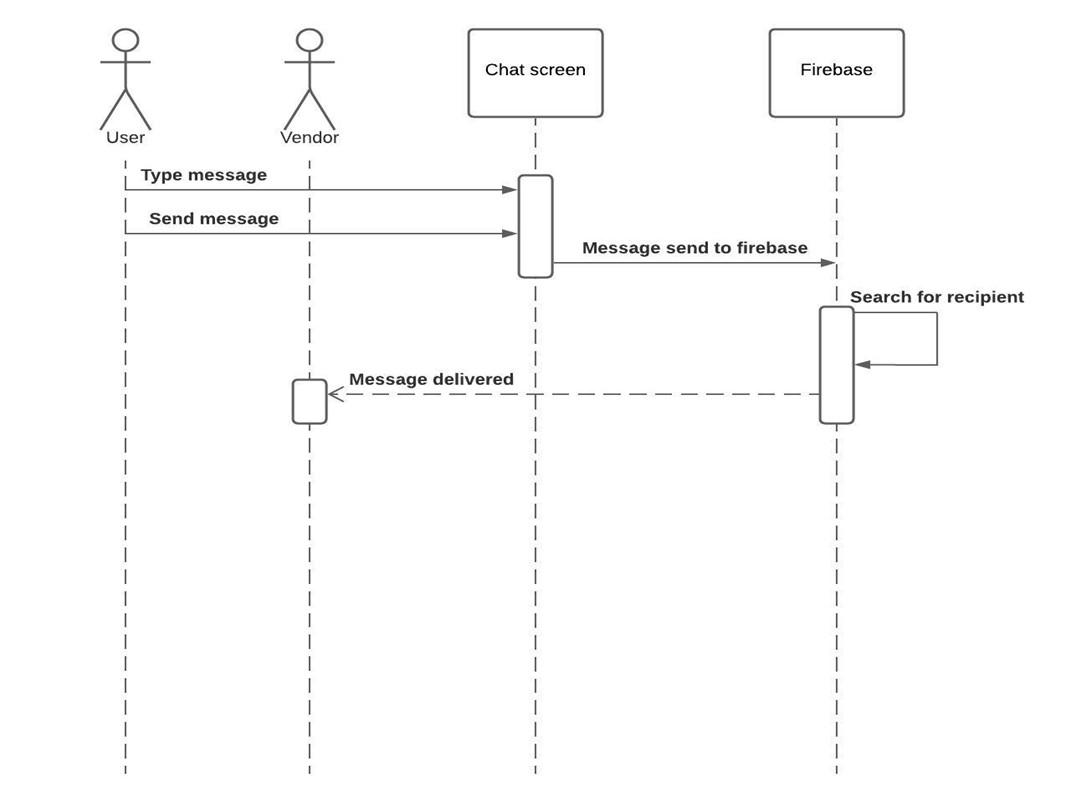 Chat screen
Firebase
User
Vendor
Type message
Send message
Message send to firebase
Search for recipient
Message delivered